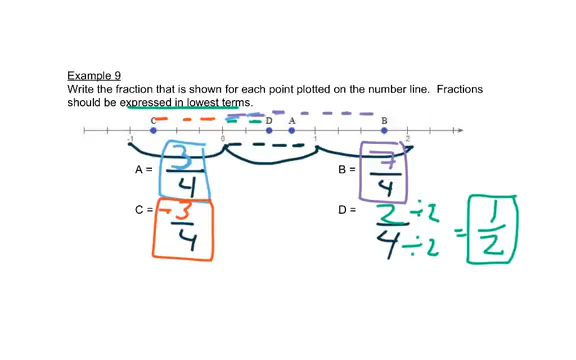 Example 9
Write the fraction that is shown for each point plotted on the number line. Fractions
should be expressed in lowest terms.
C D A B
-1 0 1 2
A = 3/4 B = 7/4
C = -3/4 D = 2÷2/4÷2 = 1/2